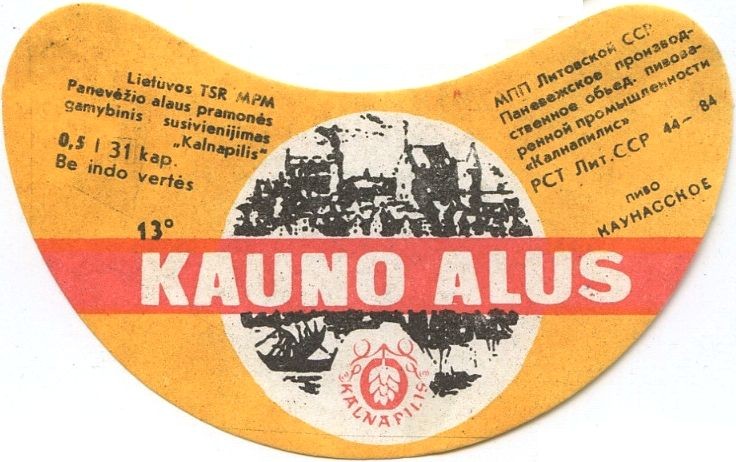 Lietuvos TSR MPM
Panevėžio alaus pramonės
gamybinis susivienijimas
„Kalnapilis"
0,5 l 31 kap.
Be indo vertės
13°
МПП Литовской ССР
Паневежское производ-
ственное объед. пивова-
ренной промышленности
«Калнапилис»
РСТ Лит. ССР 44—84
пиво
КАУНАССКОЕ
KAUNO ALUS
KALNAPILIS